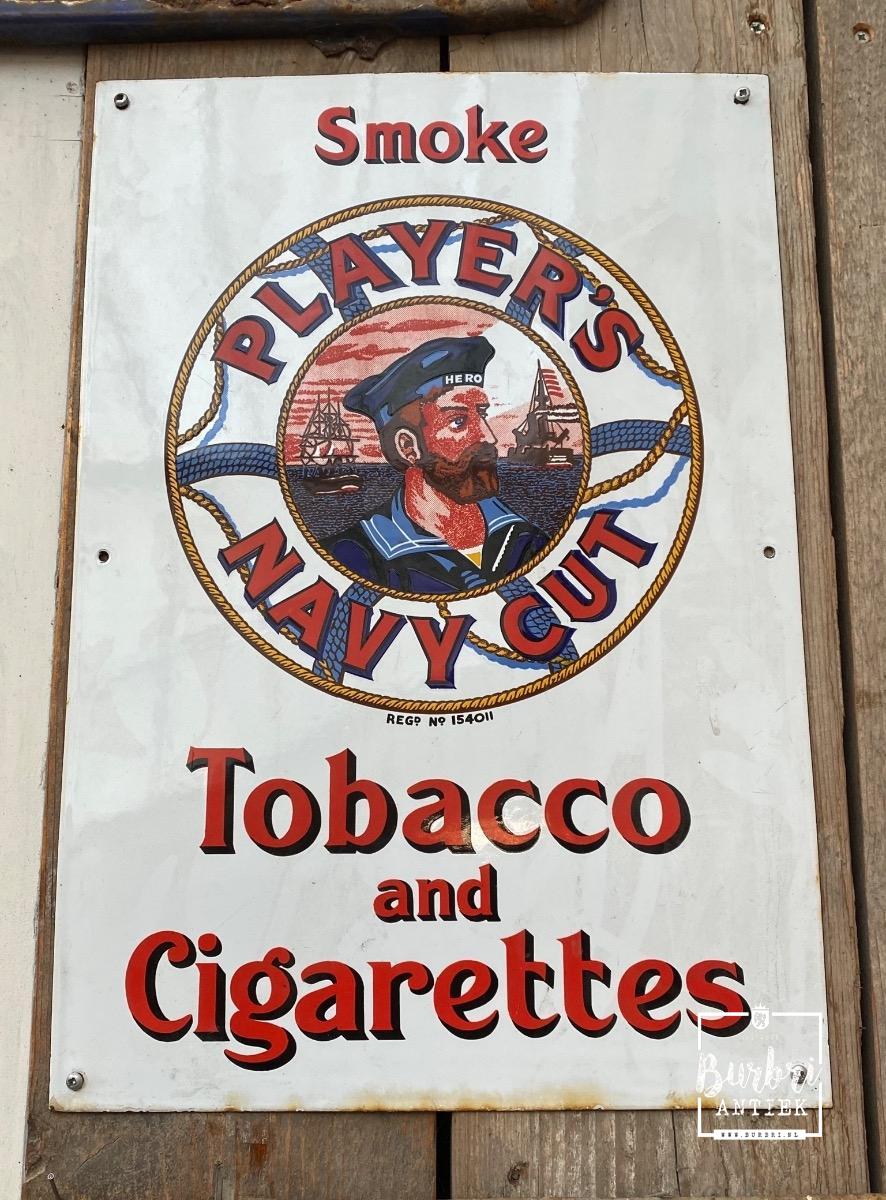 Smoke
PLAYER'S
HERO
NAVY CUT
REGD. No 154011
Tobacco
and
Cigarettes
Burbri
ANTIEK
WWW.BURBRI.NL